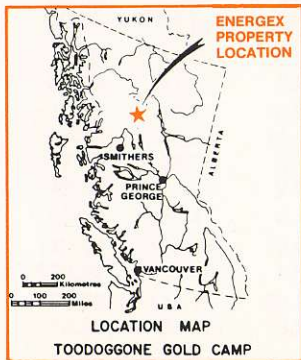 YUKON
ENERGEX
PROPERTY
LOCATION
ALBERTA
SMITHERS
PRINCE
GEORGE
VANCOUVER
0 200
Kilometres
0 100 200
Miles
USA
LOCATION MAP
TOODOGGONE GOLD CAMP